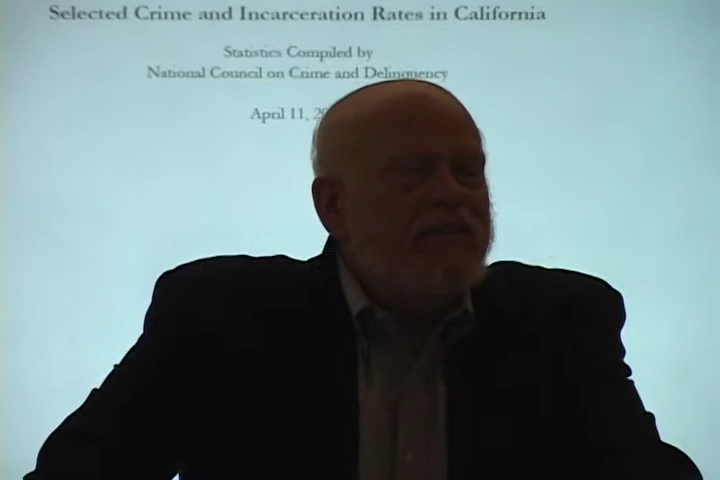 Selected Crime and Incarceration Rates in California
Statistics Compiled by
National Council on Crime and Delinquency
April 11,